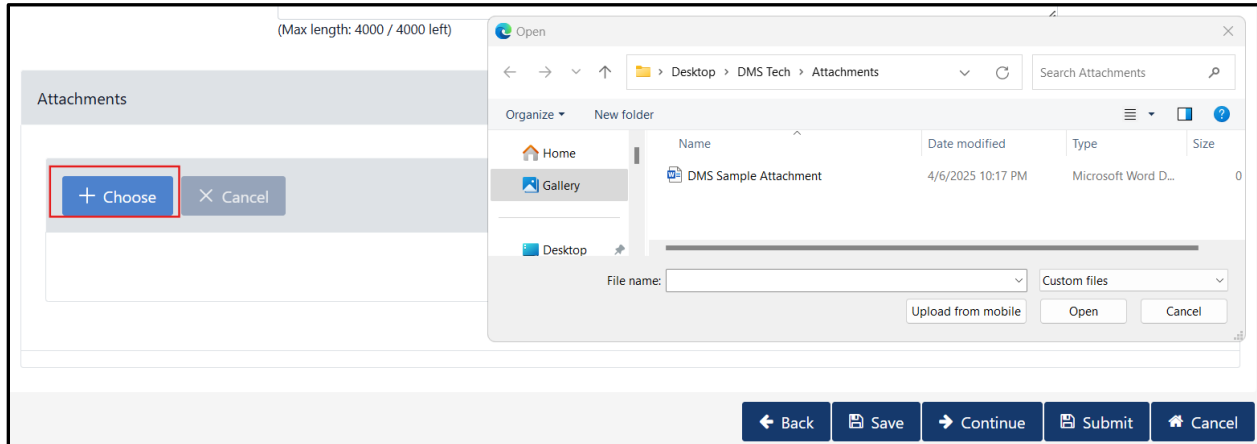 (Max length: 4000 / 4000 left)
Attachments
+ Choose
× Cancel
Open
Desktop > DMS Tech > Attachments
Search Attachments
Organize
New folder
Home
Gallery
Desktop
Name
Date modified
Type
Size
DMS Sample Attachment
4/6/2025 10:17 PM
Microsoft Word D...
0
File name:
Custom files
Upload from mobile
Open
Cancel
Back
Save
Continue
Submit
Cancel